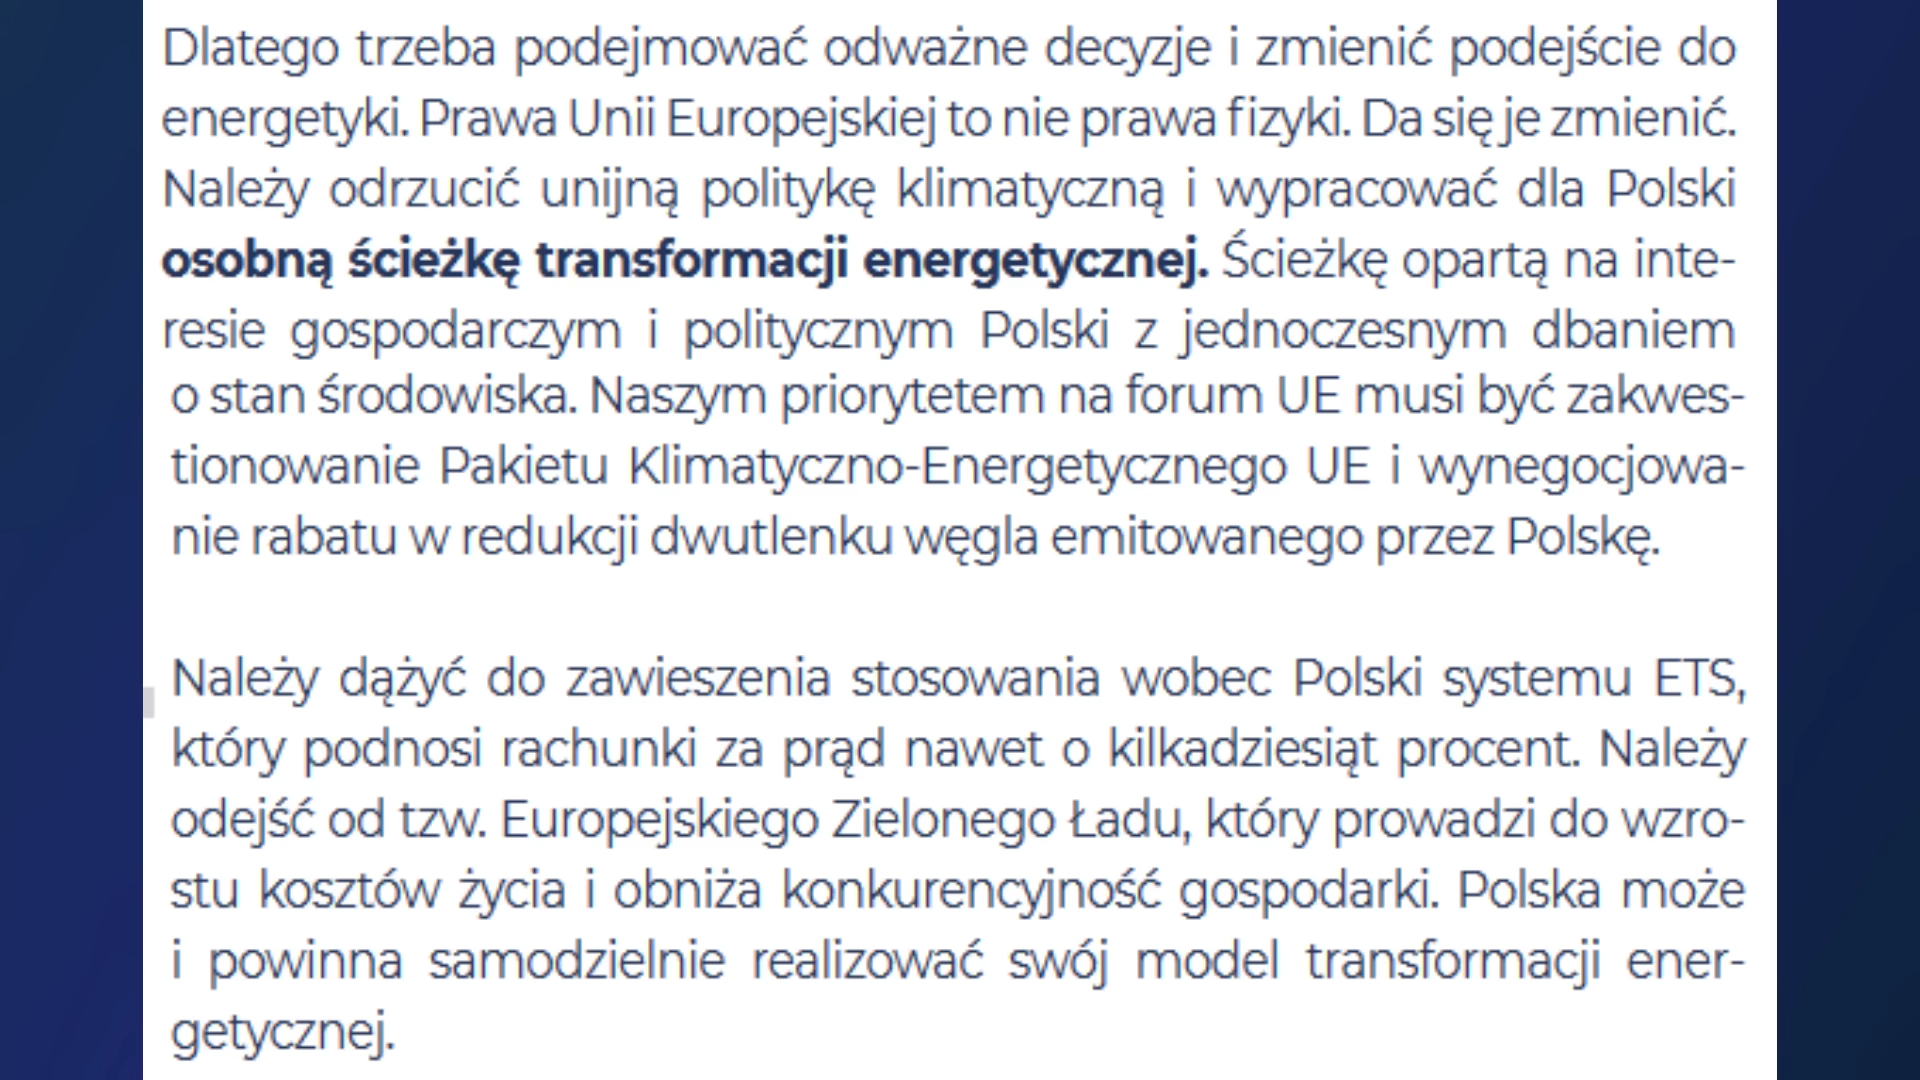 Dlatego trzeba podejmować odważne decyzje i zmienić podejście do
energetyki. Prawa Unii Europejskiej to nie prawa fizyki. Da się je zmienić.
Należy odrzucić unijną politykę klimatyczną i wypracować dla Polski
osobną ścieżkę transformacji energetycznej. Ścieżkę opartą na inte-
resie gospodarczym i politycznym Polski z jednoczesnym dbaniem
o stan środowiska. Naszym priorytetem na forum UE musi być zakwes-
tionowanie Pakietu Klimatyczno-Energetycznego UE i wynegocjowa-
nie rabatu w redukcji dwutlenku węgla emitowanego przez Polskę.
Należy dążyć do zawieszenia stosowania wobec Polski systemu ETS,
który podnosi rachunki za prąd nawet o kilkadziesiąt procent. Należy
odejść od tzw. Europejskiego Zielonego Ładu, który prowadzi do wzro-
stu kosztów życia i obniża konkurencyjność gospodarki. Polska może
i powinna samodzielnie realizować swój model transformacji ener-
getycznej.